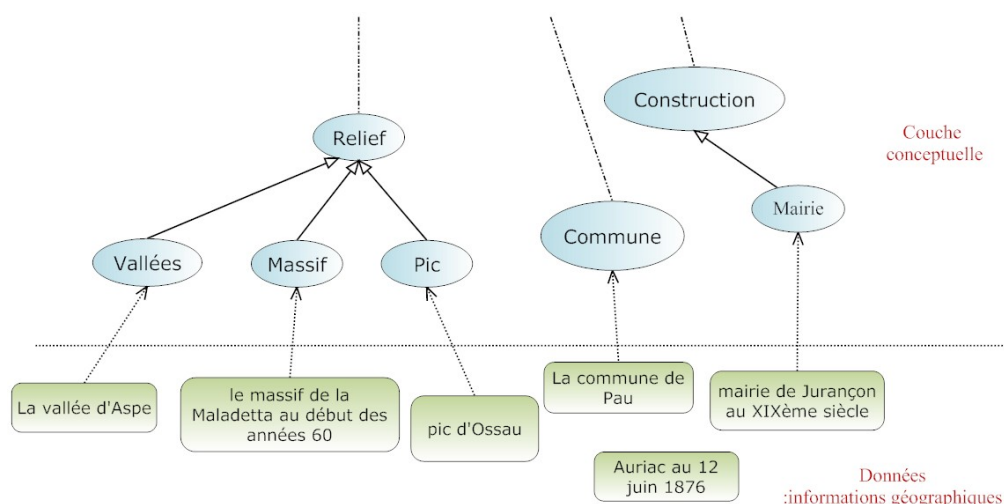 Construction
Relief
Couche
conceptuelle
Mairie
Commune
Vallées
Massif
Pic
La vallée d'Aspe
le massif de la
Maladetta au début des
années 60
pic d'Ossau
La commune de
Pau
mairie de Jurançon
au XIXème siècle
Auriac au 12
juin 1876
Données
:informations géographiques